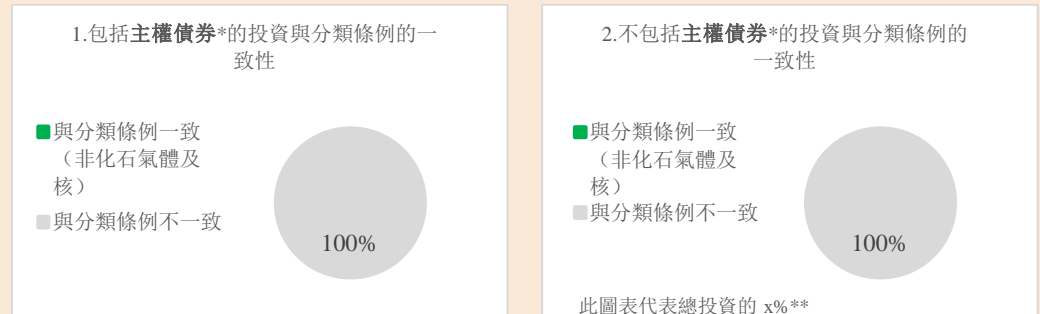 1.包括主權債券*的投資與分類條例的一
致性
與分類條例一致
（非化石氣體及
核）
與分類條例不一致
100%
2.不包括主權債券*的投資與分類條例的
一致性
與分類條例一致
（非化石氣體及
核）
與分類條例不一致
100%
此圖表代表總投資的 x%**